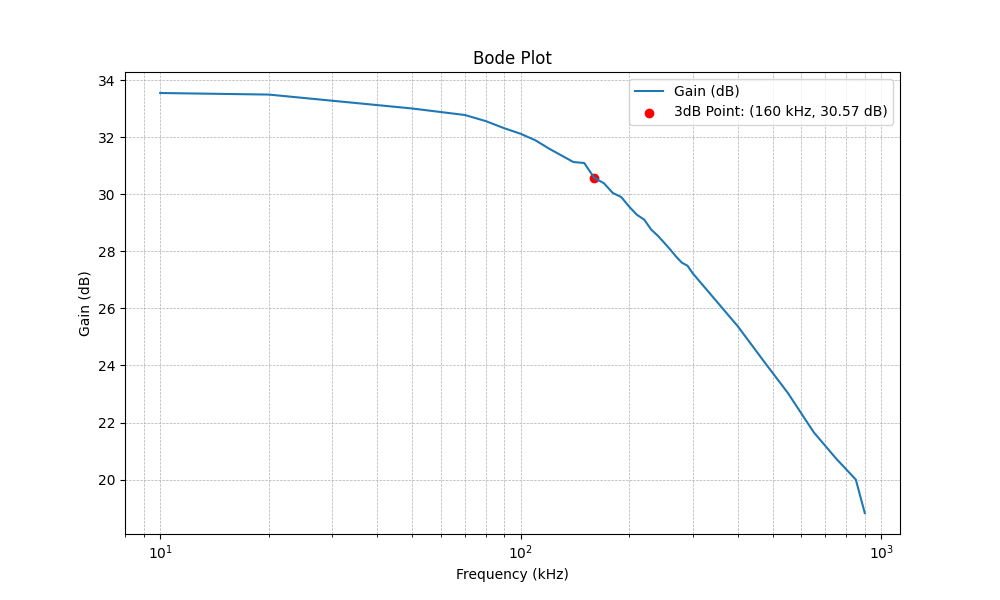 Bode Plot
Gain (dB)
3dB Point: (160 kHz, 30.57 dB)
34
32
30
28
26
24
22
20
Gain (dB)
10¹
10²
10³
Frequency (kHz)